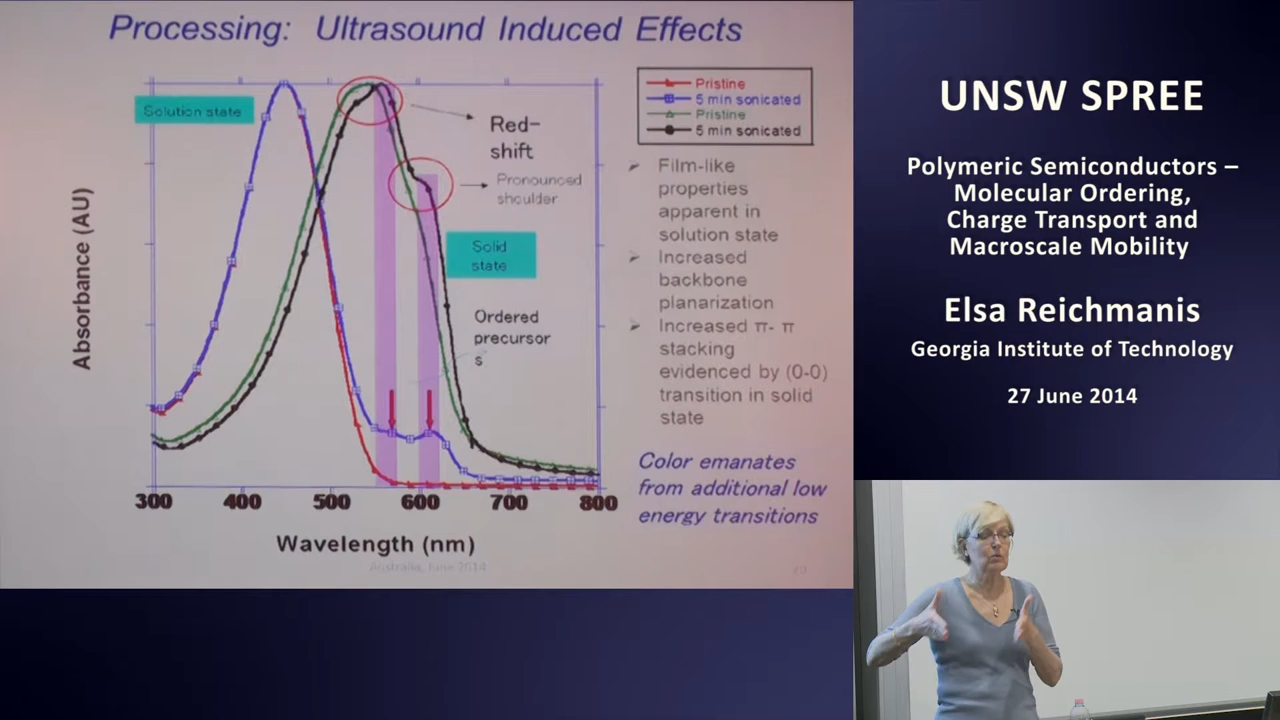 Processing: Ultrasound Induced Effects
Solution state
Red-
shift
Pronounced
shoulder
Solid
state
Ordered
precursor
s
Absorbance (AU)
300 400 500 600 700 800
Wavelength (nm)
Pristine
5 min sonicated
Pristine
5 min sonicated
Film-like
properties
apparent in
solution state
Increased
backbone
planarization
Increased π- π
stacking
evidenced by (0-0)
transition in solid
state
Color emanates
from additional low
energy transitions
Australia, June 2014
UNSW SPREE
Polymeric Semiconductors –
Molecular Ordering,
Charge Transport and
Macroscale Mobility
Elsa Reichmanis
Georgia Institute of Technology
27 June 2014